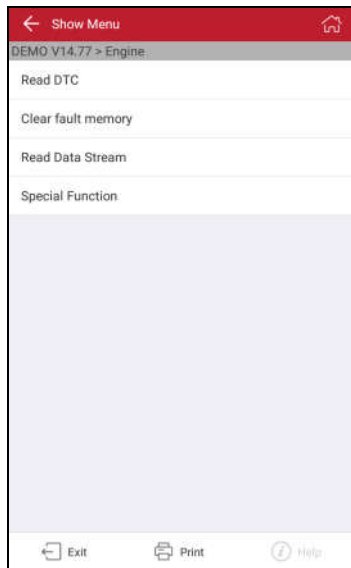 Show Menu
DEMO V14.77 > Engine
Read DTC
Clear fault memory
Read Data Stream
Special Function
Exit Print Help